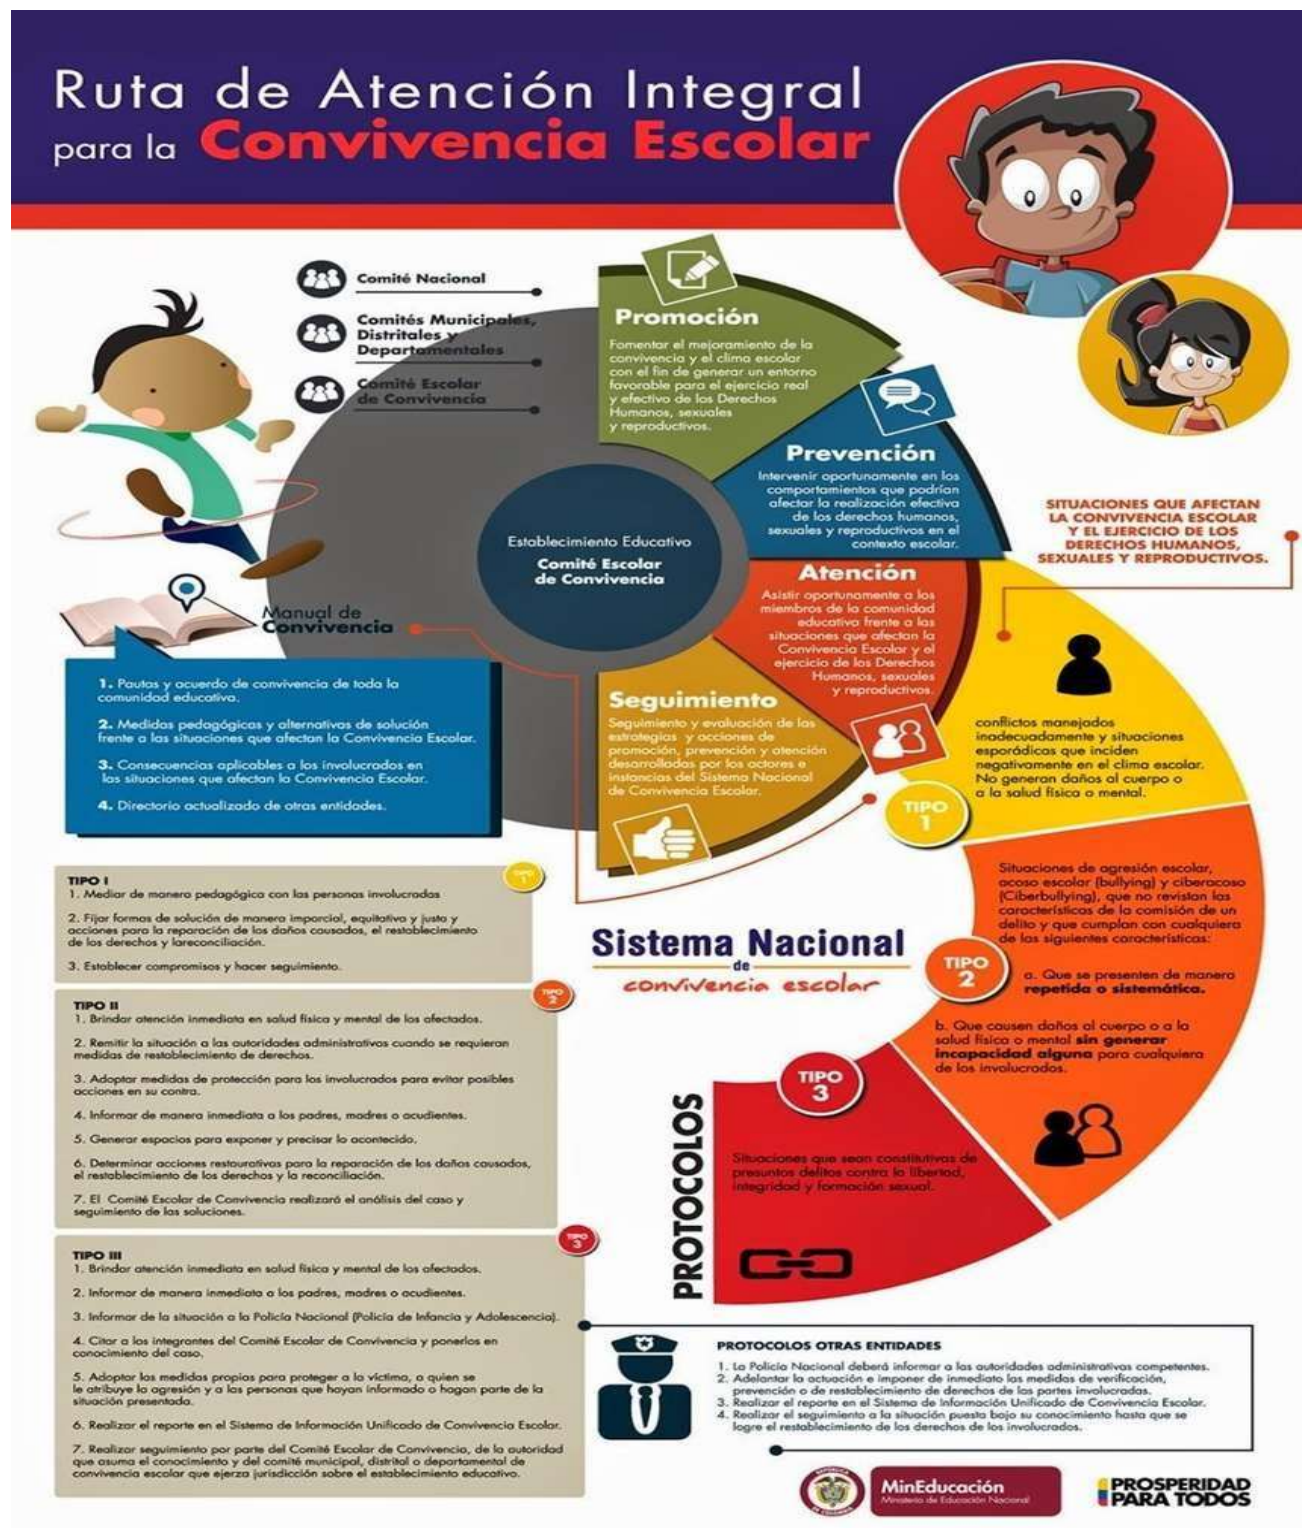 Ruta de Atención Integral
para la Convivencia Escolar
Comité Nacional
Comités Municipales,
Distritales y
Departamentales
Comité Escolar
de Convivencia
Promoción
Fomentar el mejoramiento de la
convivencia y el clima escolar
con el fin de generar un entorno
favorable para el ejercicio real
y efectivo de los Derechos
Humanos, sexuales
y reproductivos.
Prevención
Intervenir oportunamente en los
comportamientos que podrían
afectar la realización efectiva
de los derechos humanos,
sexuales y reproductivos en el
contexto escolar.
Establecimiento Educativo
Comité Escolar
de Convivencia
Atención
Asistir oportunamente a los
miembros de la comunidad
educativa frente a las
situaciones que afectan la
Convivencia Escolar y el
ejercicio de los Derechos
Humanos, sexuales
y reproductivos.
Seguimiento
Seguimiento y evaluación de las
estrategias y acciones de
promoción, prevención y atención
desarrolladas por los actores e
instancias del Sistema Nacional
de Convivencia Escolar.
SITUACIONES QUE AFECTAN
LA CONVIVENCIA ESCOLAR
Y EL EJERCICIO DE LOS
DERECHOS HUMANOS,
SEXUALES Y REPRODUCTIVOS.
Manual de
Convivencia
1. Pautas y acuerdo de convivencia de toda la
comunidad educativa.
2. Medidas pedagógicas y alternativas de solución
frente a las situaciones que afectan la Convivencia Escolar.
3. Consecuencias aplicables a los involucrados en
las situaciones que afectan la Convivencia Escolar.
4. Directorio actualizado de otras entidades.
conflictos manejados
inadecuadamente y situaciones
esporádicas que inciden
negativamente en el clima escolar.
No generan daños al cuerpo o
a la salud física o mental.
TIPO
1
Situaciones de agresión escolar,
acoso escolar (bullying) y ciberacoso
(Ciberbullying), que no revistan las
características de la comisión de un
delito y que cumplan con cualquiera
de las siguientes características:
TIPO
2
a. Que se presenten de manera
repetida o sistemática.
b. Que causen daños al cuerpo o a la
salud física o mental sin generar
incapacidad alguna para cualquiera
de los involucrados.
TIPO
3
Situaciones que sean constitutivas de
presuntos delitos contra la libertad,
integridad y formación sexual.
PROTOCOLOS
Sistema Nacional
de
convivencia escolar
TIPO
1
TIPO I
1. Mediar de manera pedagógica con las personas involucradas
2. Fijar formas de solución de manera imparcial, equitativa y justa y
acciones para la reparación de los daños causados, el restablecimiento
de los derechos y lareconciliación.
3. Establecer compromisos y hacer seguimiento.
TIPO
2
TIPO II
1. Brindar atención inmediata en salud física y mental de los afectados.
2. Remitir la situación a las autoridades administrativas cuando se requieran
medidas de restablecimiento de derechos.
3. Adoptar medidas de protección para los involucrados para evitar posibles
acciones en su contra.
4. Informar de manera inmediata a los padres, madres o acudientes.
5. Generar espacios para exponer y precisar lo acontecido.
6. Determinar acciones restaurativas para la reparación de los daños causados,
el restablecimiento de los derechos y la reconciliación.
7. El Comité Escolar de Convivencia realizará el análisis del caso y
seguimiento de las soluciones.
TIPO
3
TIPO III
1. Brindar atención inmediata en salud física y mental de los afectados.
2. Informar de manera inmediata a los padres, madres o acudientes.
3. Informar de la situación a la Policía Nacional (Policía de Infancia y Adolescencia).
4. Citar a los integrantes del Comité Escolar de Convivencia y ponerlos en
conocimiento del caso.
5. Adoptar las medidas propias para proteger a la víctima, a quien se
le atribuye la agresión y a las personas que hayan informado o hagan parte de la
situación presentada.
6. Realizar el reporte en el Sistema de Información Unificado de Convivencia Escolar.
7. Realizar seguimiento por parte del Comité Escolar de Convivencia, de la autoridad
que asuma el conocimiento y del comité municipal, distrital o departamental de
convivencia escolar que ejerza jurisdicción sobre el establecimiento educativo.
PROTOCOLOS OTRAS ENTIDADES
1. La Policía Nacional deberá informar a las autoridades administrativas competentes.
2. Adelantar la actuación e imponer de inmediato las medidas de verificación,
prevención o de restablecimiento de derechos de las partes involucradas.
3. Realizar el reporte en el Sistema de Información Unificado de Convivencia Escolar.
4. Realizar el seguimiento a la situación puesta bajo su conocimiento hasta que se
logre el restablecimiento de los derechos de los involucrados.
MinEducación
Ministerio de Educación Nacional
PROSPERIDAD
PARA TODOS